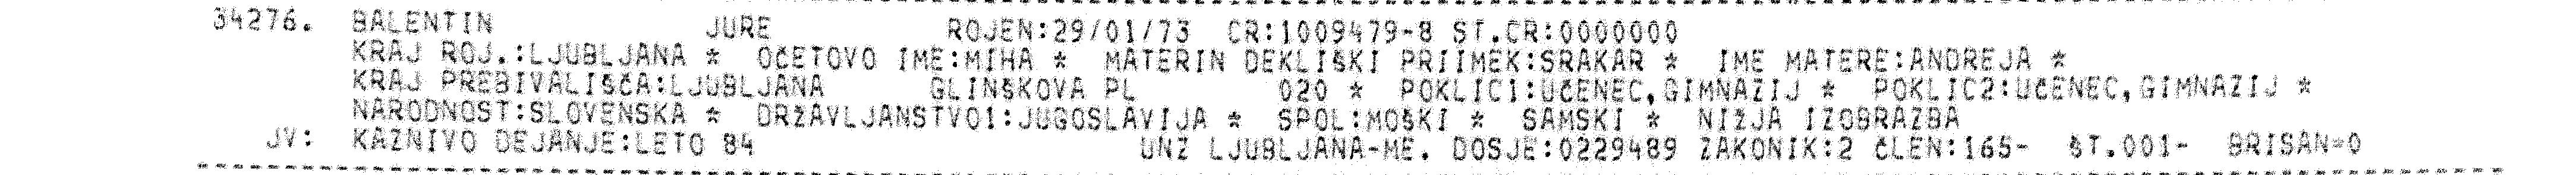 34276. BALENTIN JURE ROJEN:29/01/73 CR:1009479-8 ST.CR:0000000
KRAJ ROJ.:LJUBLJANA * OČETOVO IME:MIHA * MATERIN DEKLIŠKI PRIIMEK:SRAKAR * IME MATERE:ANDREJA *
KRAJ PREBIVALIŠČA:LJUBLJANA GLINŠKOVA PL 020 * POKLIC1:UČENEC,GIMNAZIJ * POKLIC2:UČENEC,GIMNAZIJ *
NARODNOST:SLOVENSKA * DRŽAVLJANSTVO1:JUGOSLAVIJA * SPOL:MOŠKI * SAMSKI * NIŽJA IZOBRAZBA
JV: KAZNIVO DEJANJE:LETO 84 UNZ LJUBLJANA-ME. DOSJE:0229489 ZAKONIK:2 ČLEN:165- ŠT.001- BRISAN=0